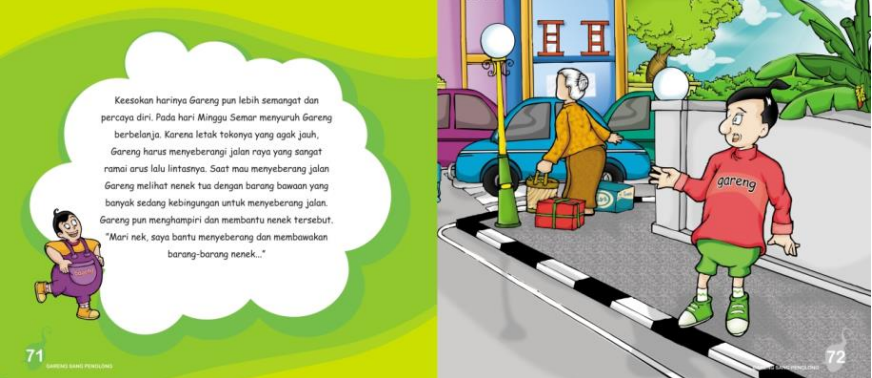 Keesokan harinya Gareng pun lebih semangat dan
percaya diri. Pada hari Minggu Semar menyuruh Gareng
berbelanja. Karena letak tokonya yang agak jauh,
Gareng harus menyeberangi jalan raya yang sangat
ramai arus lalu lintasnya. Saat mau menyeberang jalan
Gareng melihat nenek tua dengan barang bawaan yang
banyak sedang kebingungan untuk menyeberang jalan.
Gareng pun menghampiri dan membantu nenek tersebut.
"Mari nek, saya bantu menyeberang dan membawakan
barang-barang nenek..."
gareng
71
GARENG SANG PENOLONG
gareng
72
GARENG SANG PENOLONG